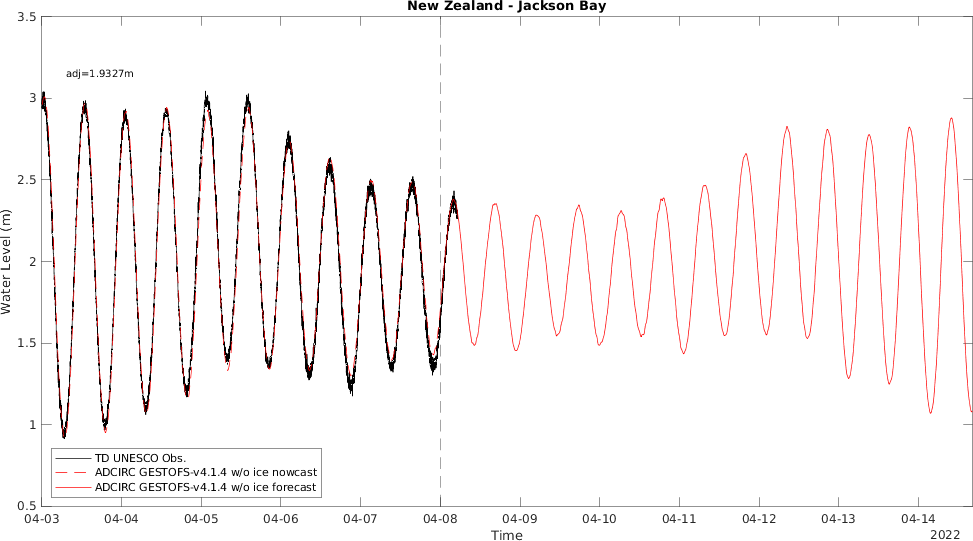 New Zealand - Jackson Bay
3.5
adj=1.9327m
3
2.5
Water Level (m)
2
1.5
1
TD UNESCO Obs.
ADCIRC GESTOFS-v4.1.4 w/o ice nowcast
ADCIRC GESTOFS-v4.1.4 w/o ice forecast
0.5
04-03 04-04 04-05 04-06 04-07 04-08 04-09 04-10 04-11 04-12 04-13 04-14
Time
2022